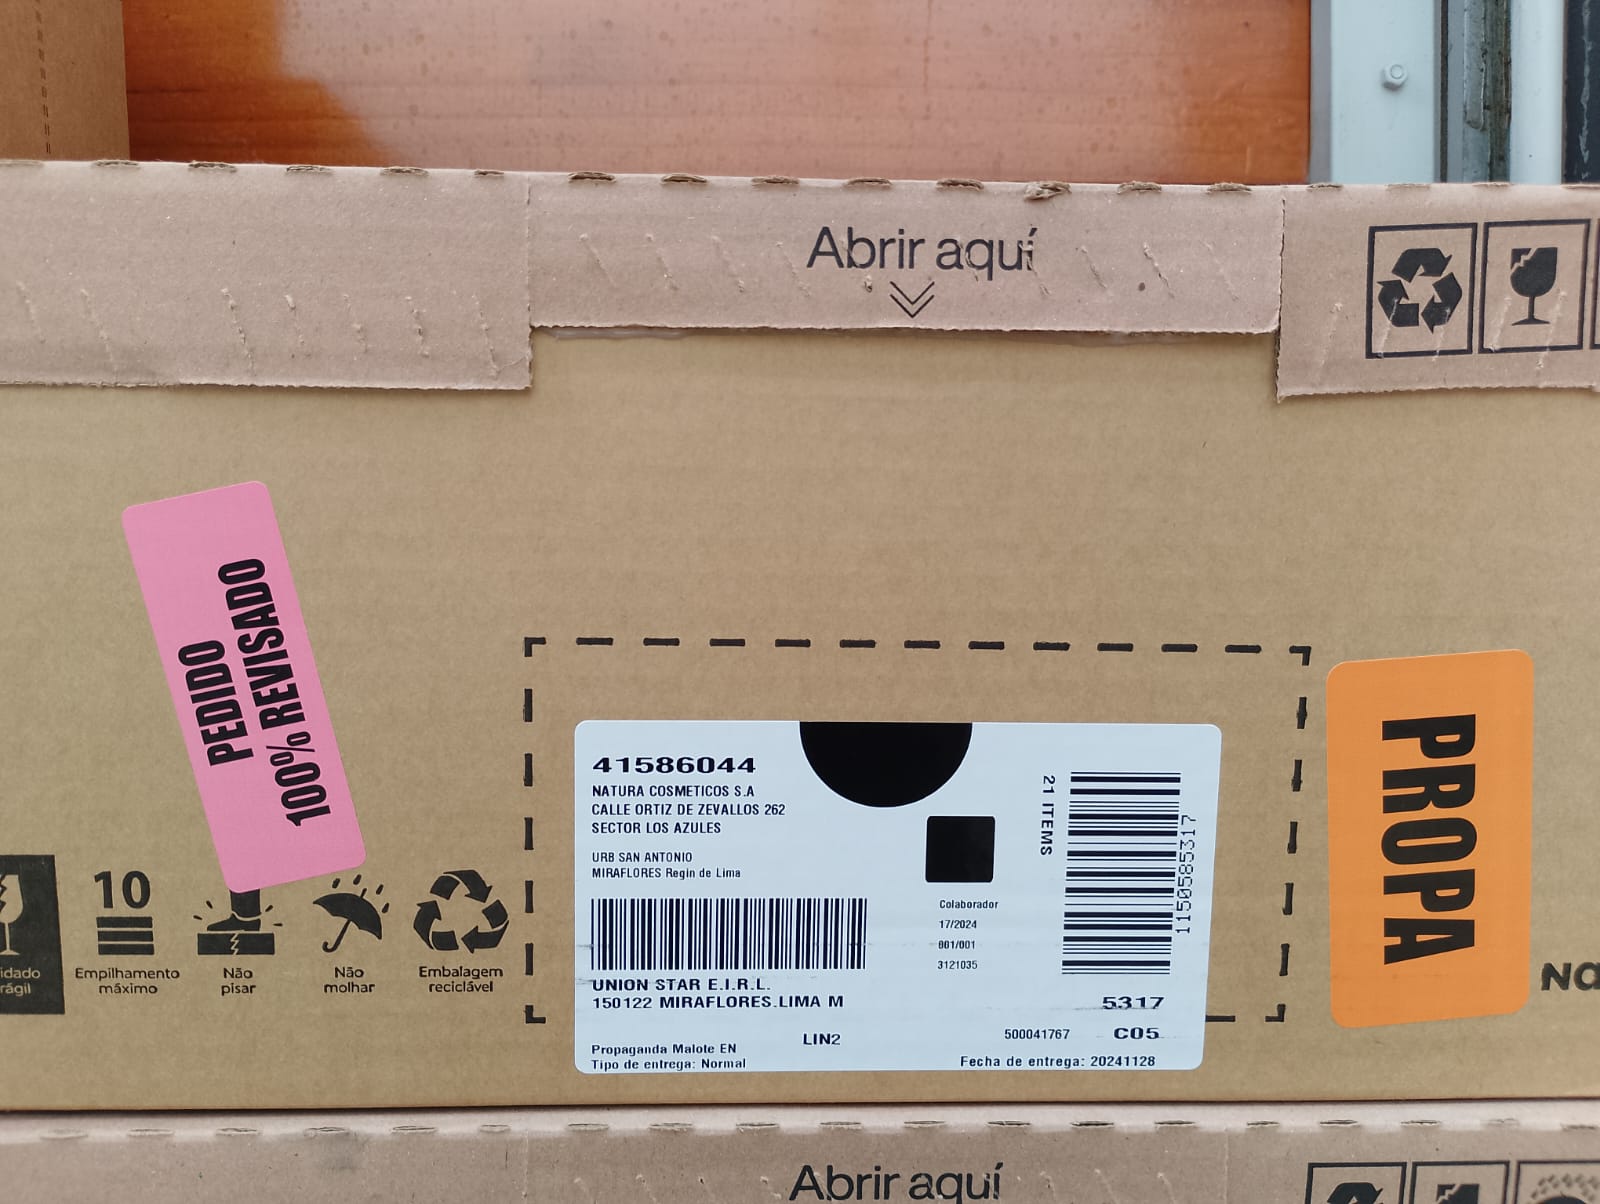 Abrir aquí
PEDIDO
100% REVISADO
41586044
NATURA COSMETICOS S.A
CALLE ORTIZ DE ZEVALLOS 262
SECTOR LOS AZULES
URB SAN ANTONIO
MIRAFLORES Regin de Lima
21 ITEMS
1150585317
Colaborador
17/2024
001/001
3121035
UNION STAR E.I.R.L.
150122 MIRAFLORES.LIMA M
5317
LIN2
500041767
C05
Propaganda Malote EN
Tipo de entrega: Normal
Fecha de entrega: 20241128
PROPA
10
Empilhamento
máximo
Não
pisar
Não
molhar
Embalagem
reciclável
Abrir aquí